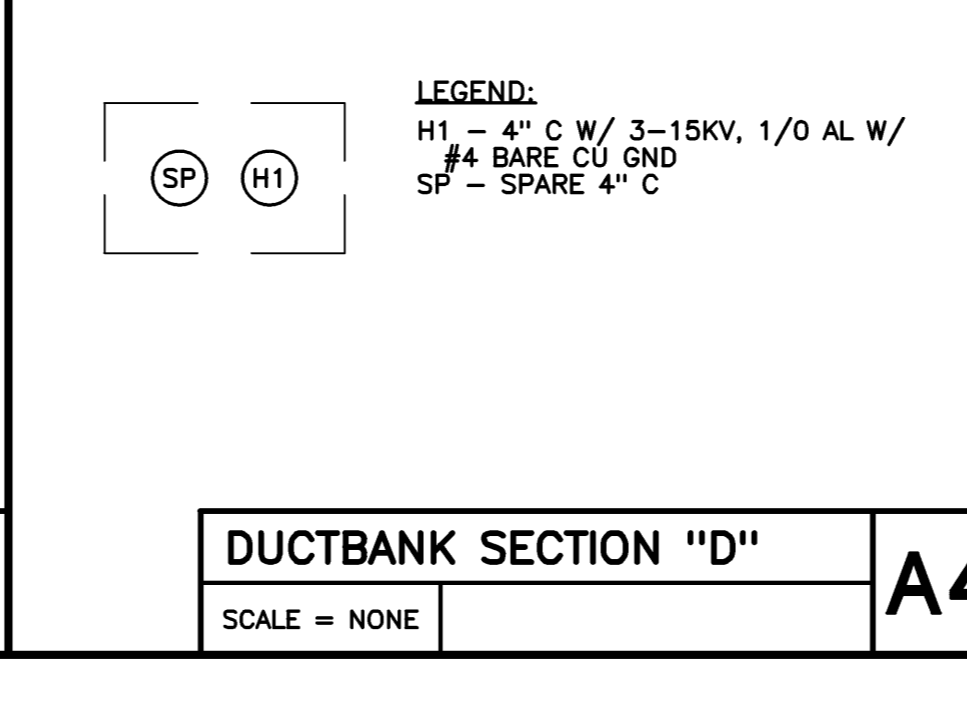 LEGEND:
H1 – 4" C W/ 3–15KV, 1/0 AL W/
#4 BARE CU GND
SP – SPARE 4" C
SP H1
DUCTBANK SECTION "D"
SCALE = NONE